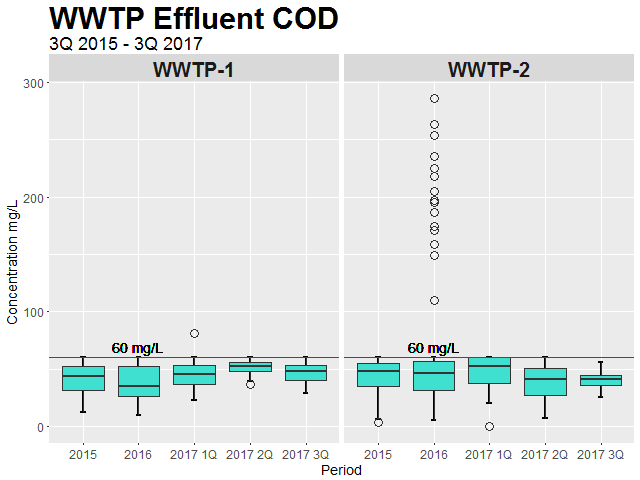 WWTP Effluent COD
3Q 2015 - 3Q 2017
WWTP-1 WWTP-2
300
200
100
0
Concentration mg/L
60 mg/L 60 mg/L
2015 2016 2017 1Q 2017 2Q 2017 3Q 2015 2016 2017 1Q 2017 2Q 2017 3Q
Period